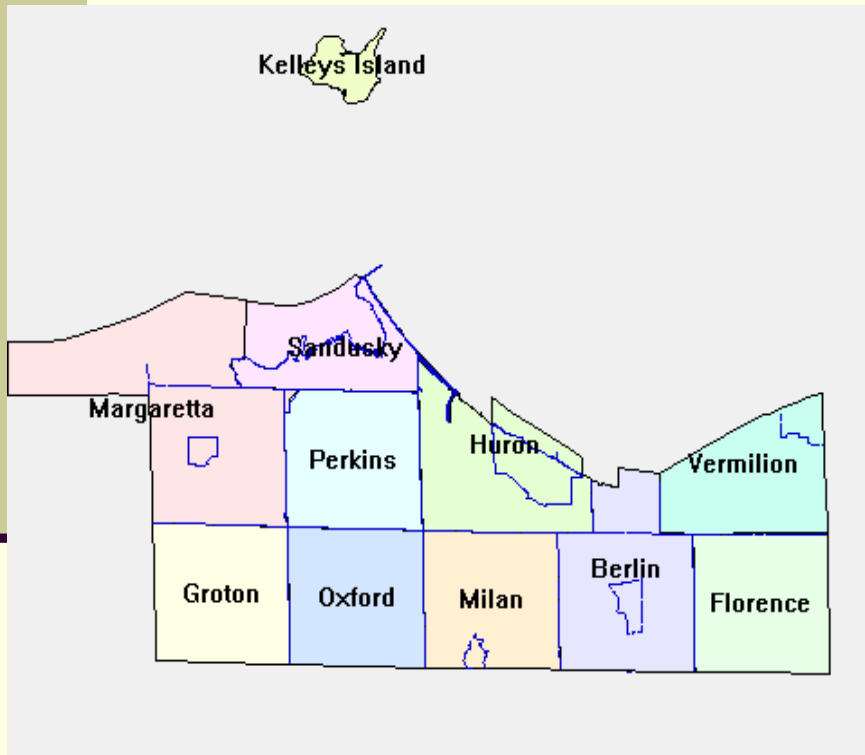 Kelleys Island
Sandusky
Margaretta
Huron
Perkins
Vermilion
Berlin
Groton
Oxford
Milan
Florence